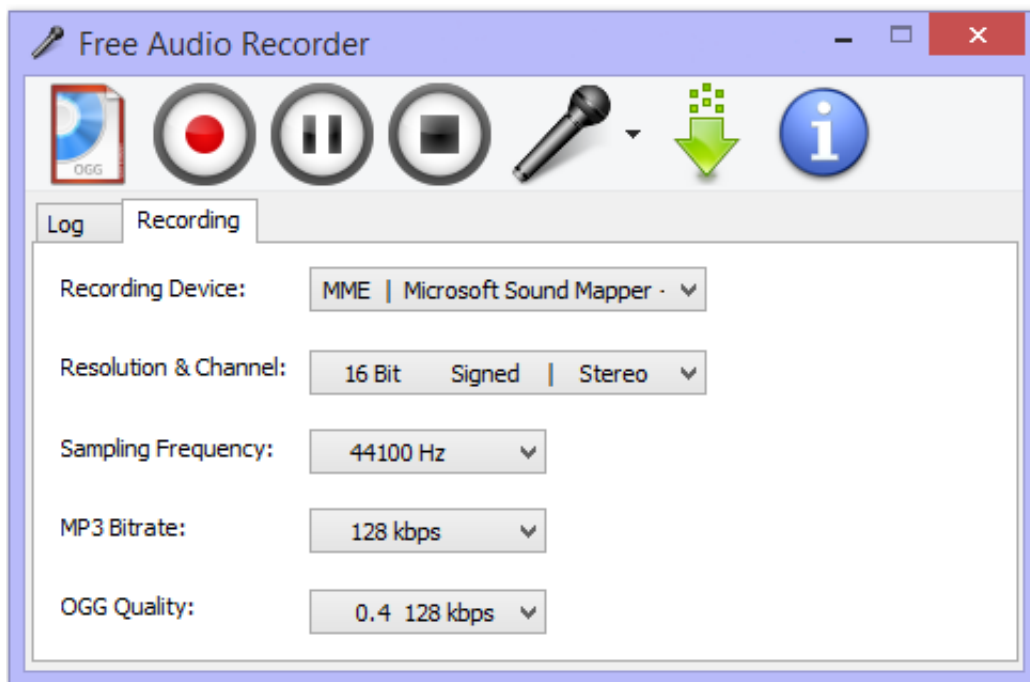 Free Audio Recorder
OGG
Log Recording
Recording Device: MME | Microsoft Sound Mapper -
Resolution & Channel: 16 Bit Signed | Stereo
Sampling Frequency: 44100 Hz
MP3 Bitrate: 128 kbps
OGG Quality: 0.4 128 kbps